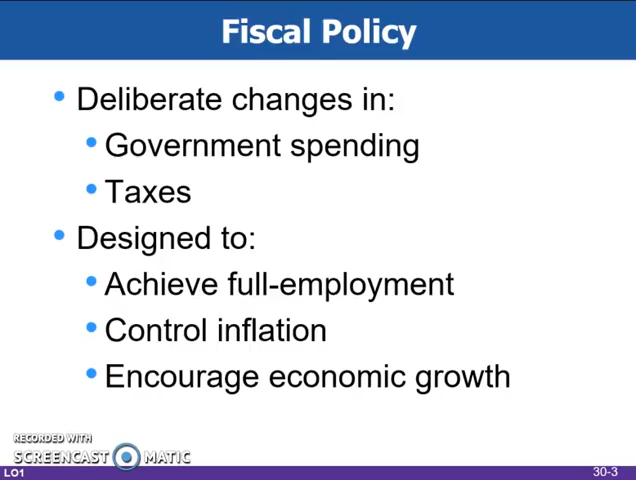 Fiscal Policy
• Deliberate changes in:
• Government spending
• Taxes
• Designed to:
• Achieve full-employment
• Control inflation
• Encourage economic growth
RECORDED WITH
SCREENCAST MATIC
LO1
30-3